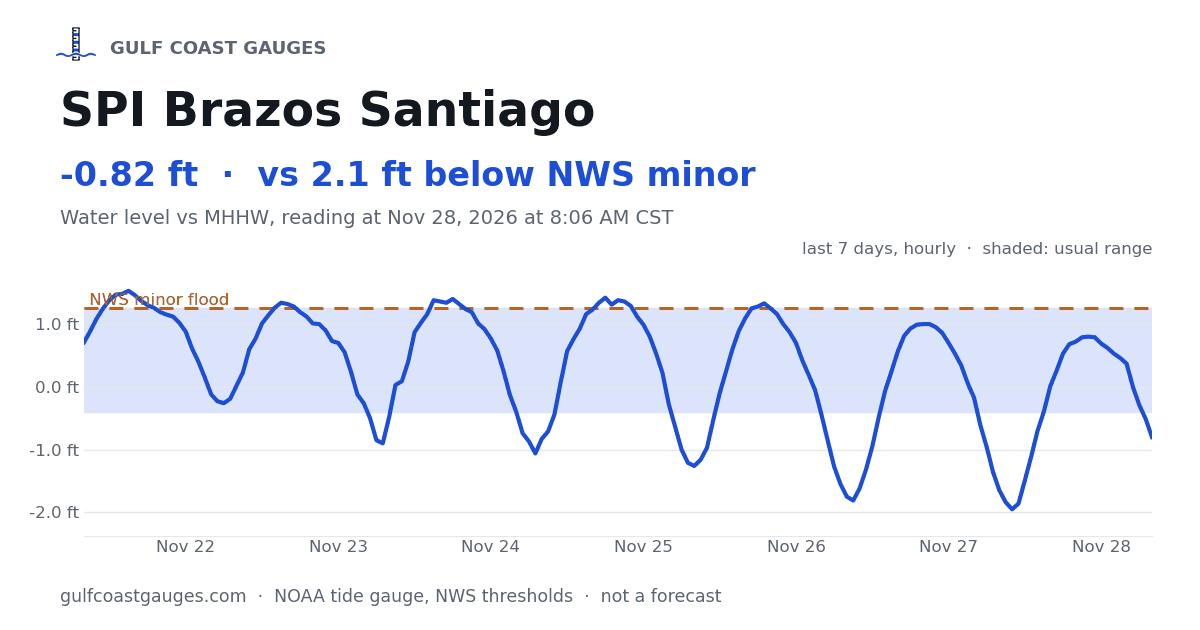 GULF COAST GAUGES
SPI Brazos Santiago
-0.82 ft · vs 2.1 ft below NWS minor
Water level vs MHHW, reading at Nov 28, 2026 at 8:06 AM CST
last 7 days, hourly · shaded: usual range
NWS minor flood
1.0 ft
0.0 ft
-1.0 ft
-2.0 ft
Nov 22 Nov 23 Nov 24 Nov 25 Nov 26 Nov 27 Nov 28
gulfcoastgauges.com · NOAA tide gauge, NWS thresholds · not a forecast